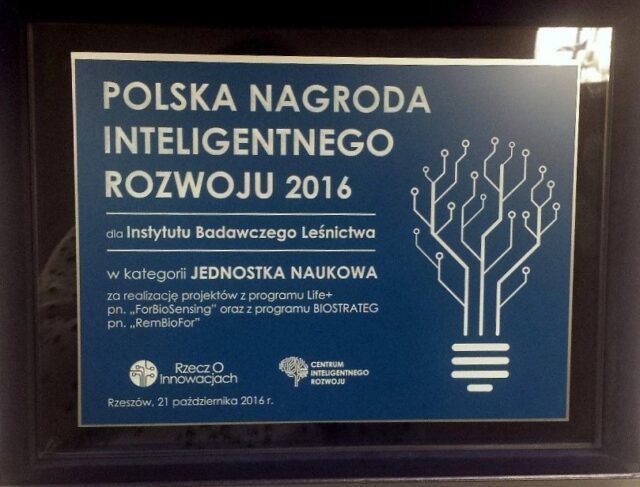 POLSKA NAGRODA
INTELIGENTNEGO
ROZWOJU 2016
dla Instytutu Badawczego Leśnictwa
w kategorii JEDNOSTKA NAUKOWA
za realizację projektów z programu Life+
pn. „ForBioSensing" oraz z programu BIOSTRATEG
pn. „RemBioFor"
Rzecz O
Innowacjach
CENTRUM
INTELIGENTNEGO
ROZWOJU
Rzeszów, 21 października 2016 r.